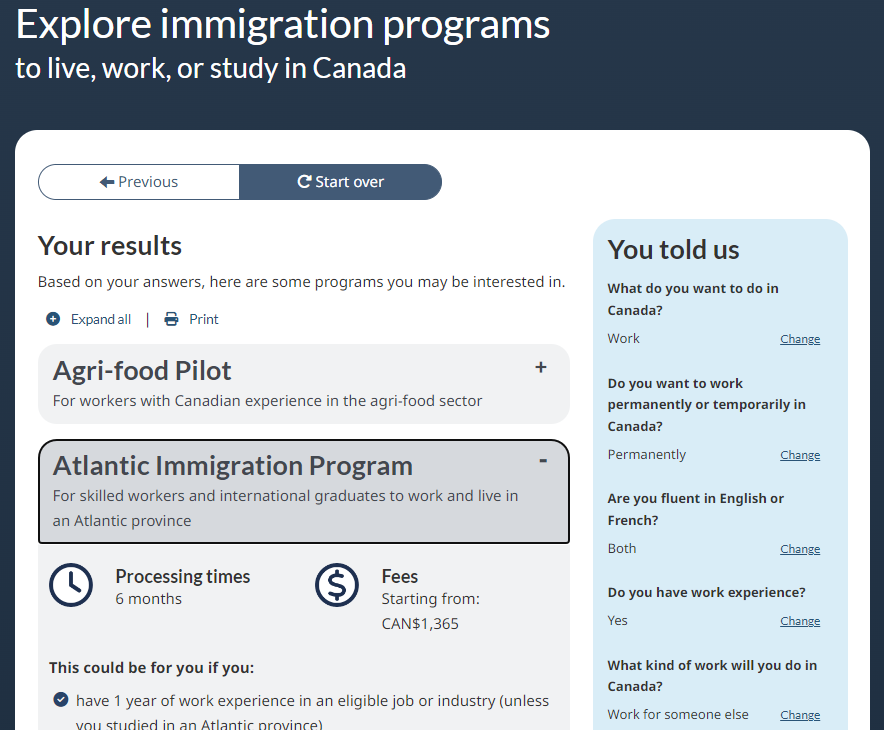 Explore immigration programs
to live, work, or study in Canada
Previous
Start over
Your results
Based on your answers, here are some programs you may be interested in.
Expand all | Print
Agri-food Pilot +
For workers with Canadian experience in the agri-food sector
Atlantic Immigration Program -
For skilled workers and international graduates to work and live in
an Atlantic province
Processing times
6 months
Fees
Starting from:
CAN$1,365
This could be for you if you:
have 1 year of work experience in an eligible job or industry (unless
you studied in an Atlantic province)
You told us
What do you want to do in
Canada?
Work Change
Do you want to work
permanently or temporarily in
Canada?
Permanently Change
Are you fluent in English or
French?
Both Change
Do you have work experience?
Yes Change
What kind of work will you do in
Canada?
Work for someone else Change